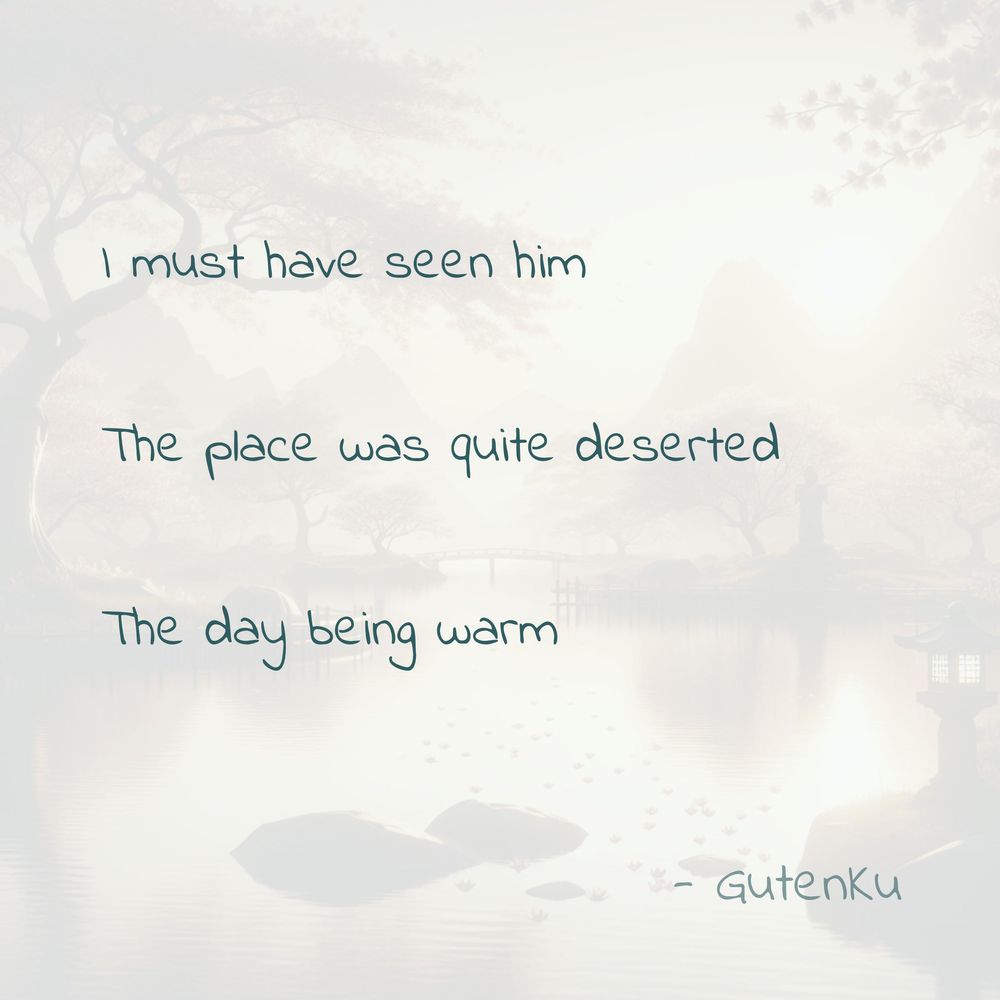 I must have seen him
The place was quite deserted
The day being warm
- GutenKu